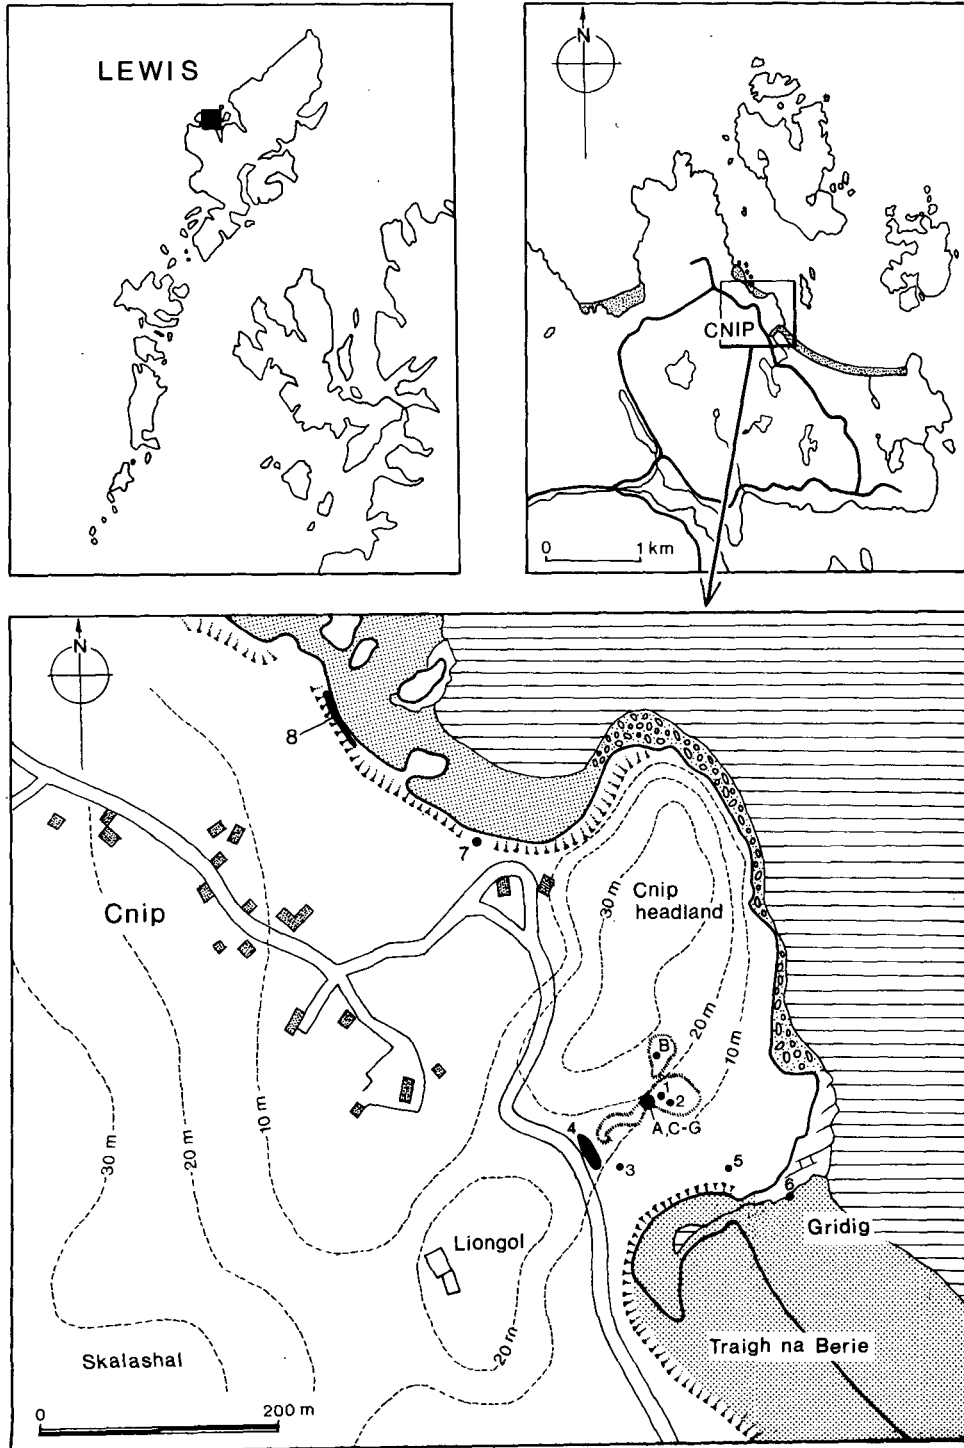 LEWIS
N
CNIP
0 1 km
N
8
7
Cnip
30 m
Cnip
headland
20 m
10 m
10 m
20 m
30 m
B
1
2
A,C-G
4
3
5
6
Gridig
Liongol
20 m
Traigh na Berie
Skalashal
0 200 m